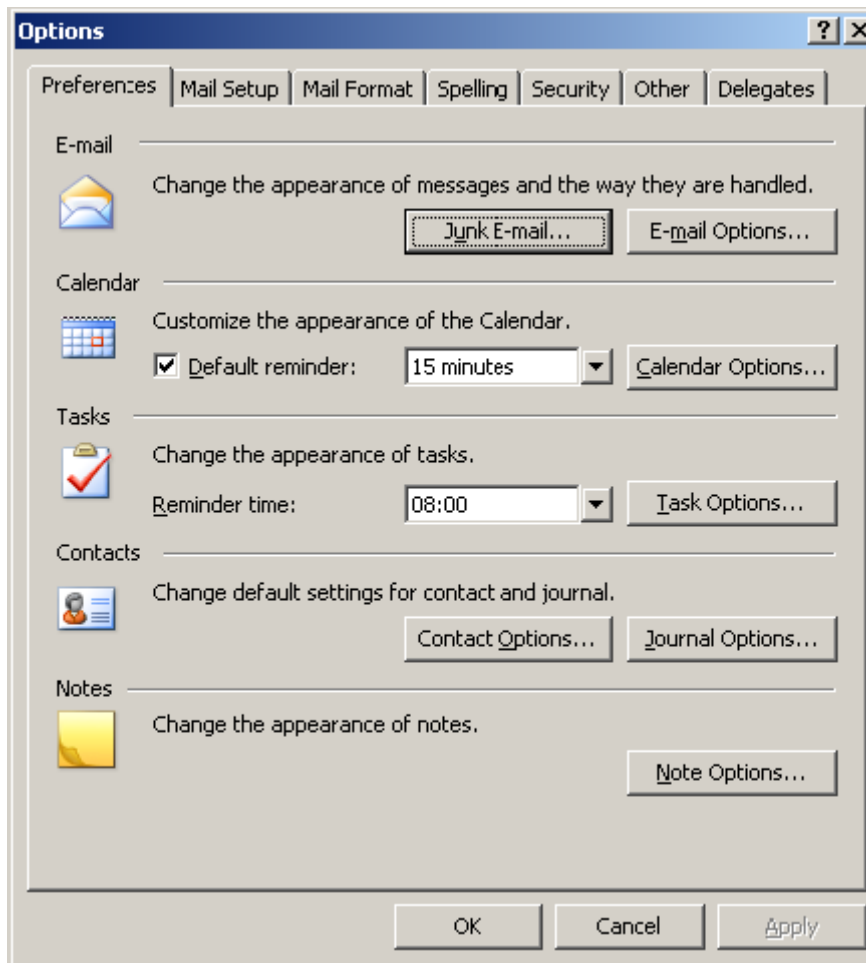 Options
Preferences Mail Setup Mail Format Spelling Security Other Delegates
E-mail
Change the appearance of messages and the way they are handled.
Junk E-mail... E-mail Options...
Calendar
Customize the appearance of the Calendar.
Default reminder: 15 minutes Calendar Options...
Tasks
Change the appearance of tasks.
Reminder time: 08:00 Task Options...
Contacts
Change default settings for contact and journal.
Contact Options... Journal Options...
Notes
Change the appearance of notes.
Note Options...
OK Cancel Apply